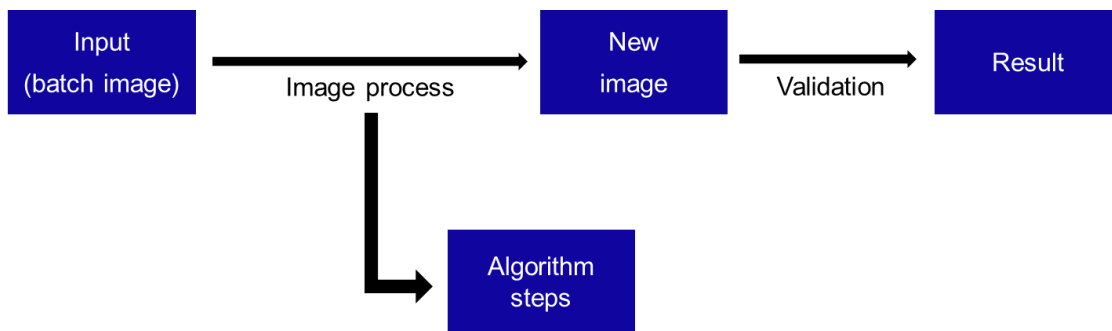 Input
(batch image)
Image process
New
image
Validation
Result
Algorithm
steps